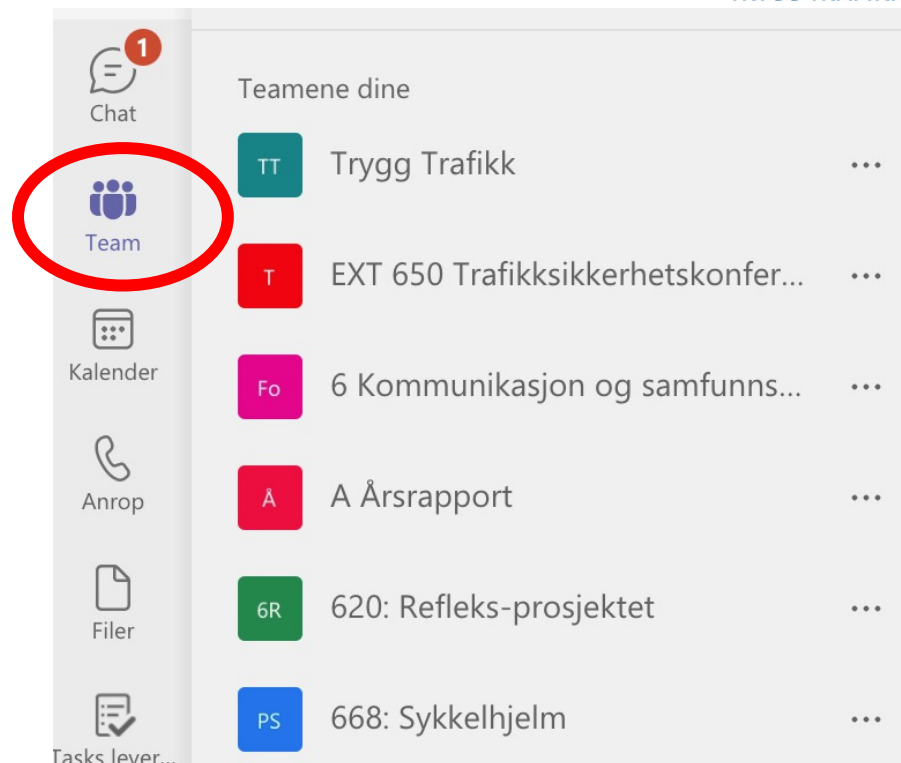 1
Chat
Team
Kalender
Anrop
Filer
Tasks lever...
Teamene dine
TT Trygg Trafikk ...
T EXT 650 Trafikksikkerhetskonfer... ...
Fo 6 Kommunikasjon og samfunns... ...
Å A Årsrapport ...
6R 620: Refleks-prosjektet ...
PS 668: Sykkelhjelm ...